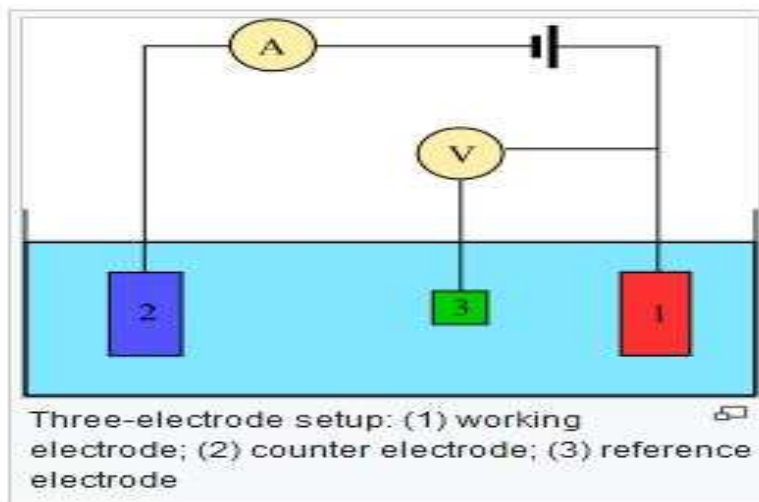 A
V
2
3
1
Three-electrode setup: (1) working
electrode; (2) counter electrode; (3) reference
electrode